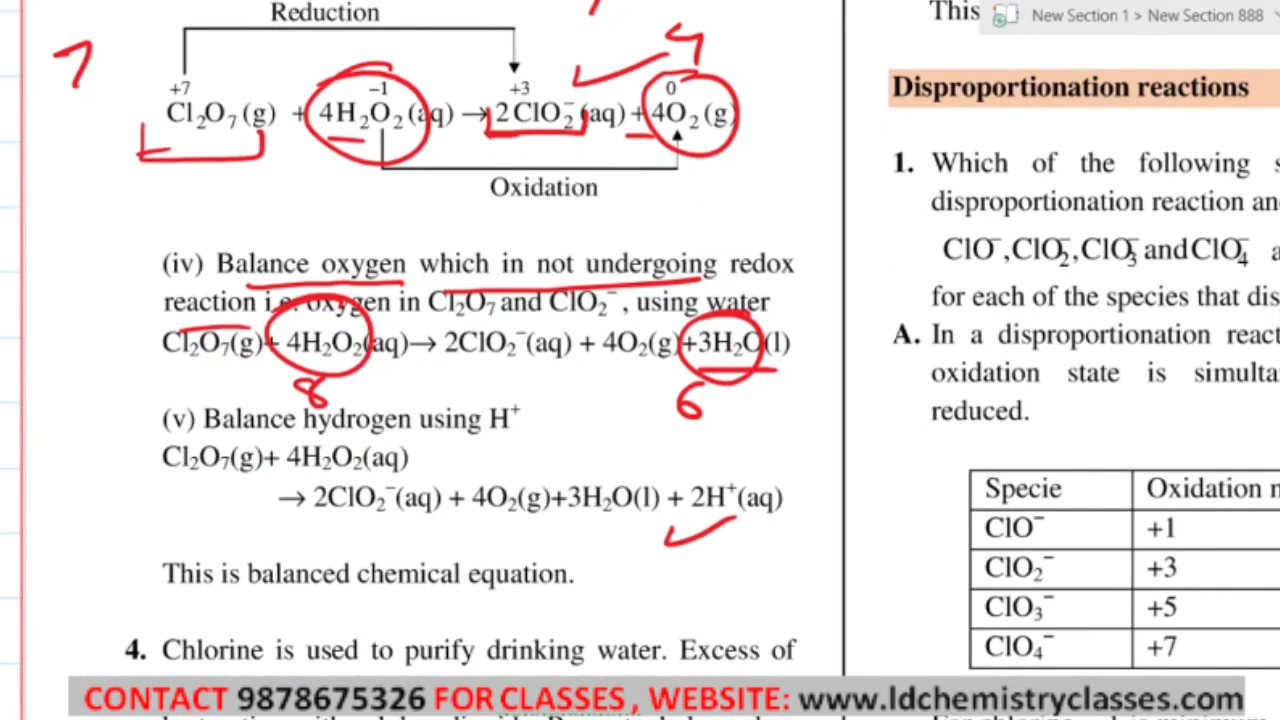 Reduction
7
4
+7 –1 +3 0
Cl₂O₇(g) + 4H₂O₂(aq) → 2ClO₂⁻(aq) + 4O₂(g)
Oxidation
(iv) Balance oxygen which in not undergoing redox
reaction i.e. oxygen in Cl₂O₇ and ClO₂⁻, using water
Cl₂O₇(g)+ 4H₂O₂(aq)→ 2ClO₂⁻(aq) + 4O₂(g)+3H₂O(l)
8 6
(v) Balance hydrogen using H⁺
Cl₂O₇(g)+ 4H₂O₂(aq)
→ 2ClO₂⁻(aq) + 4O₂(g)+3H₂O(l) + 2H⁺(aq)
This is balanced chemical equation.
4. Chlorine is used to purify drinking water. Excess of
This
New Section 1 > New Section 888
Disproportionation reactions
1. Which of the following s
disproportionation reaction an
ClO⁻,ClO₂⁻,ClO₃⁻ and ClO₄⁻ a
for each of the species that dis
A. In a disproportionation react
oxidation state is simulta
reduced.
Specie Oxidation n
ClO⁻ +1
ClO₂⁻ +3
ClO₃⁻ +5
ClO₄⁻ +7
CONTACT 9878675326 FOR CLASSES , WEBSITE: www.ldchemistryclasses.com